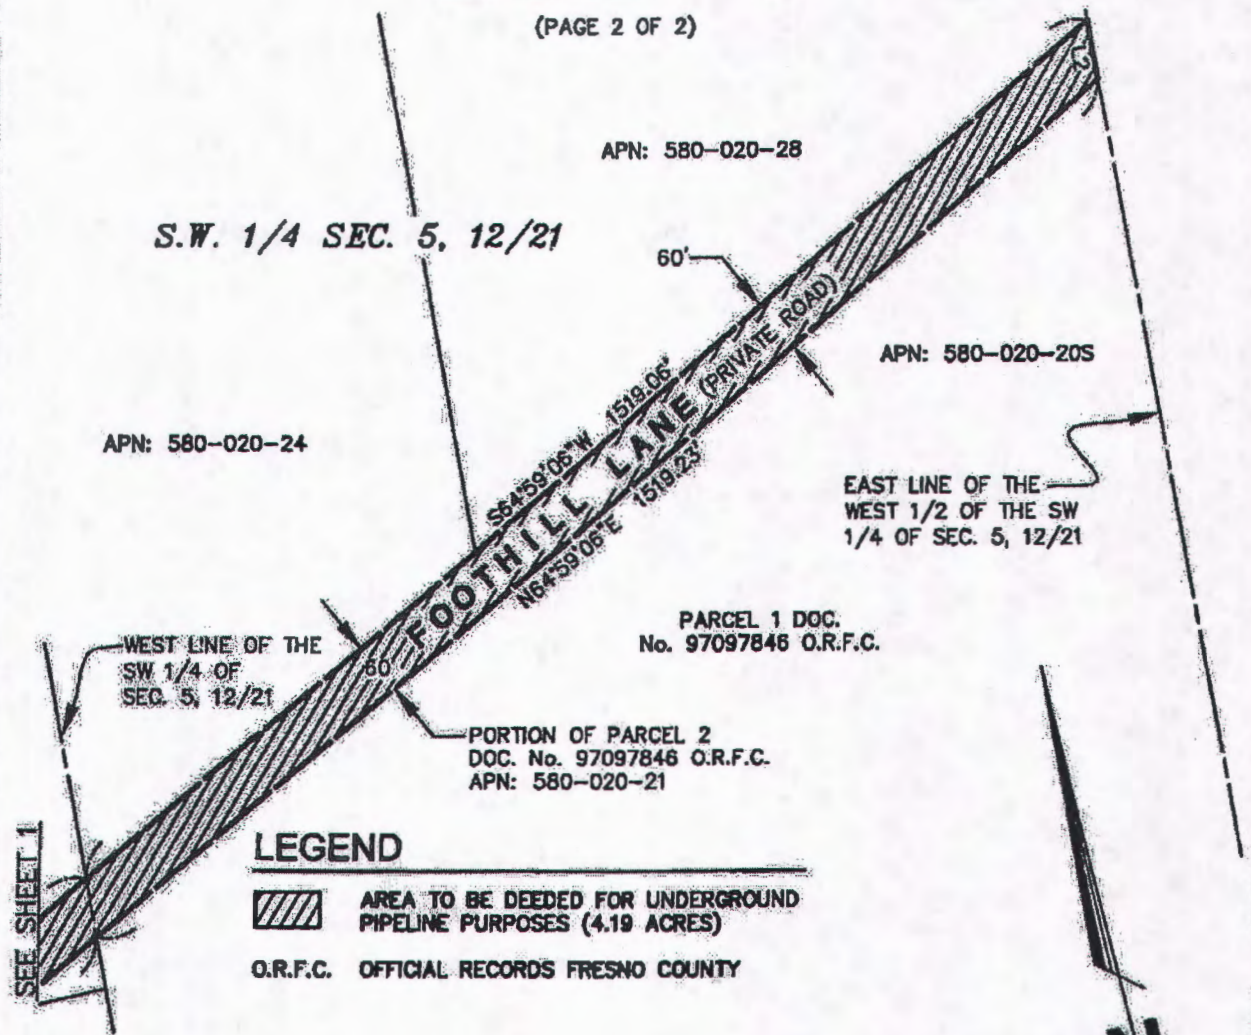 (PAGE 2 OF 2)
APN: 580-020-28
S.W. 1/4 SEC. 5, 12/21
60'
APN: 580-020-20S
APN: 580-020-24
S64°59'06"W 1519.06'
FOOTHILL LANE (PRIVATE ROAD)
N64°59'06"E 1519.23'
EAST LINE OF THE
WEST 1/2 OF THE SW
1/4 OF SEC. 5, 12/21
PARCEL 1 DOC.
No. 97097846 O.R.F.C.
WEST LINE OF THE
SW 1/4 OF
SEC. 5, 12/21
60'
PORTION OF PARCEL 2
DOC. No. 97097846 O.R.F.C.
APN: 580-020-21
SEE SHEET 1
LEGEND
AREA TO BE DEEDED FOR UNDERGROUND
PIPELINE PURPOSES (4.19 ACRES)
O.R.F.C. OFFICIAL RECORDS FRESNO COUNTY